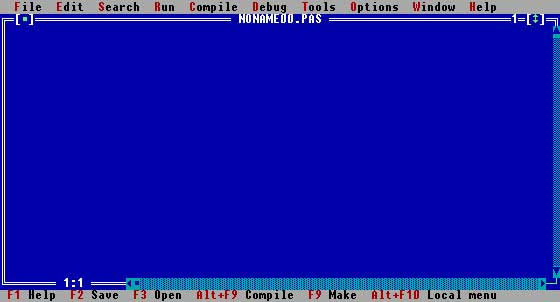 File Edit Search Run Compile Debug Tools Options Window Help
[■] NONAME00.PAS 1=[↕]
1:1
F1 Help F2 Save F3 Open Alt+F9 Compile F9 Make Alt+F10 Local menu